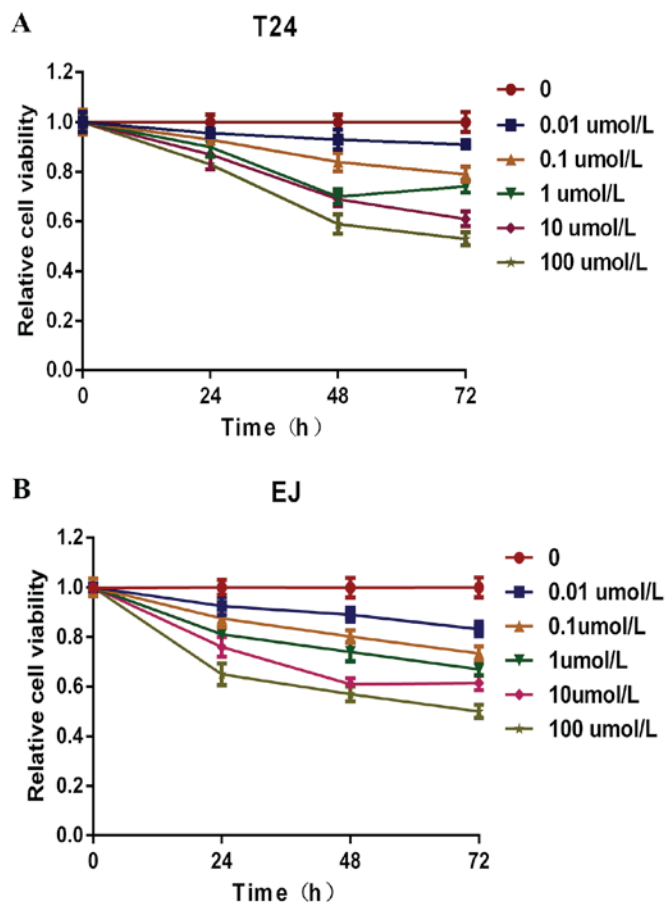 A
T24
Relative cell viability
1.2
1.0
0.8
0.6
0.4
0.2
0.0
0
24
48
72
Time (h)
0
0.01 umol/L
0.1 umol/L
1 umol/L
10 umol/L
100 umol/L
B
EJ
Relative cell viability
1.2
1.0
0.8
0.6
0.4
0.2
0.0
0
24
48
72
Time (h)
0
0.01 umol/L
0.1umol/L
1umol/L
10umol/L
100 umol/L